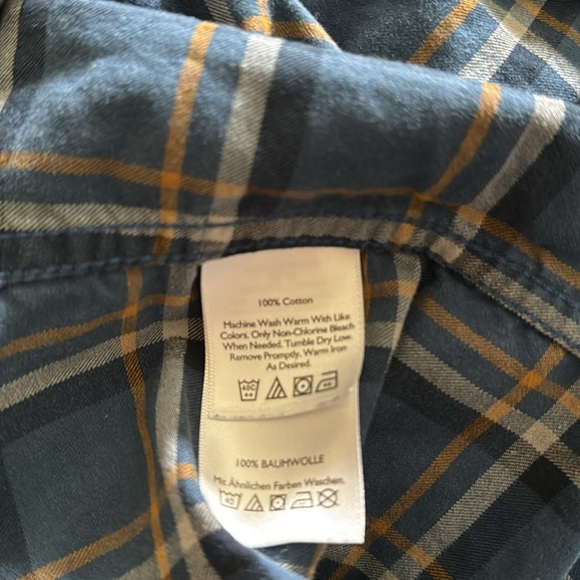 100% Cotton
Machine Wash Warm With Like
Colors. Only Non-Chlorine Bleach
When Needed. Tumble Dry Low.
Remove Promptly. Warm Iron
As Desired.
40C
100% BAUMWOLLE
Mit Ähnlichen Farben Waschen.